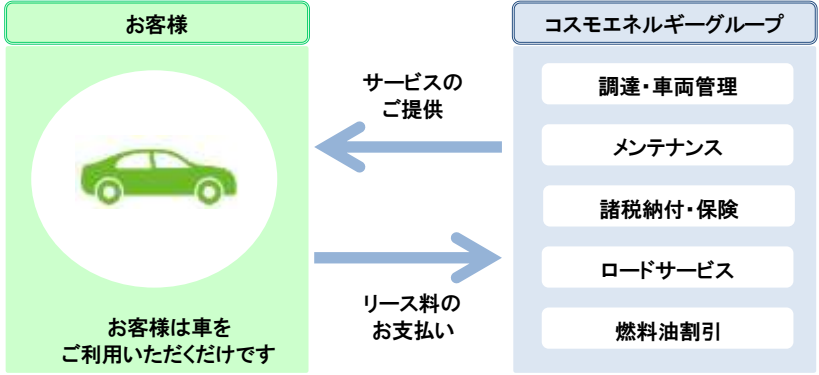 お客様
コスモエネルギーグループ
サービスの
ご提供
調達・車両管理
メンテナンス
諸税納付・保険
ロードサービス
燃料油割引
リース料の
お支払い
お客様は車を
ご利用いただくだけです